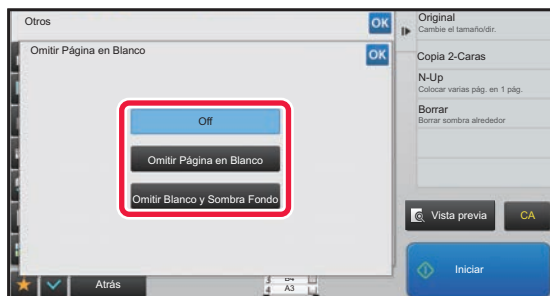 Otros
OK
Omitir Página en Blanco
OK
Off
Omitir Página en Blanco
Omitir Blanco y Sombra Fondo
Atrás
A3
Original
Cambie el tamaño/dir.
Copia 2-Caras
N-Up
Colocar varias pág. en 1 pág.
Borrar
Borrar sombra alrededor
Vista previa
CA
Iniciar